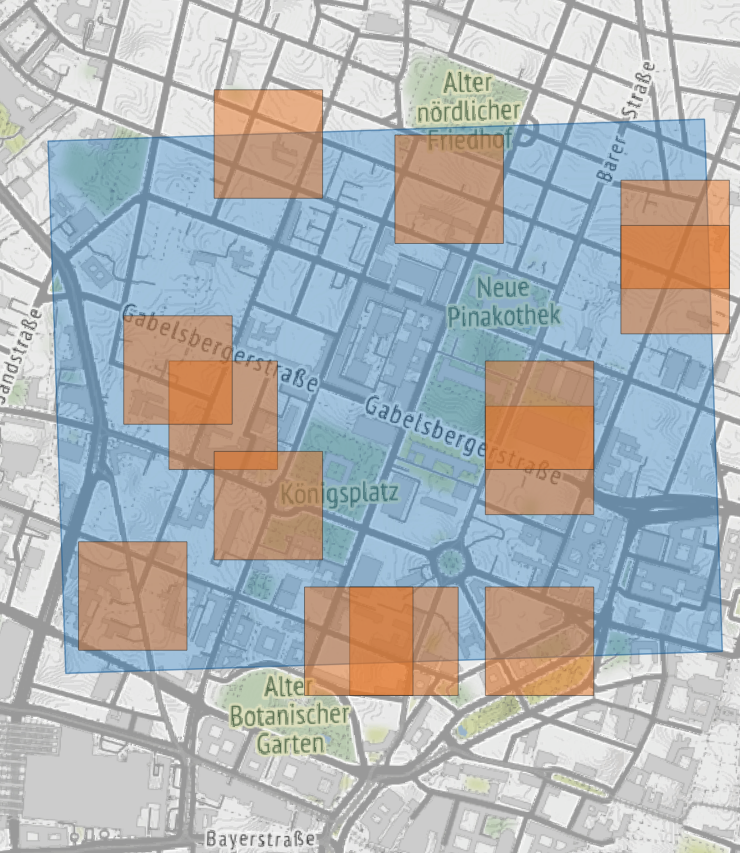 Alter
nördlicher
Friedhof
Barer Straße
Neue
Pinakothek
Gabelsbergerstraße
Sandstraße
Gabelsbergerstraße
Königsplatz
Alter
Botanischer
Garten
Bayerstraße